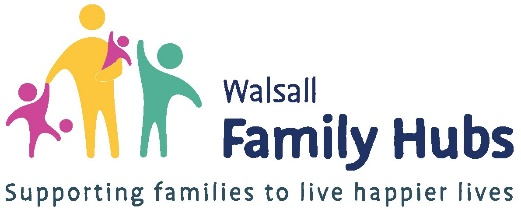 Walsall
Family Hubs
Supporting families to live happier lives